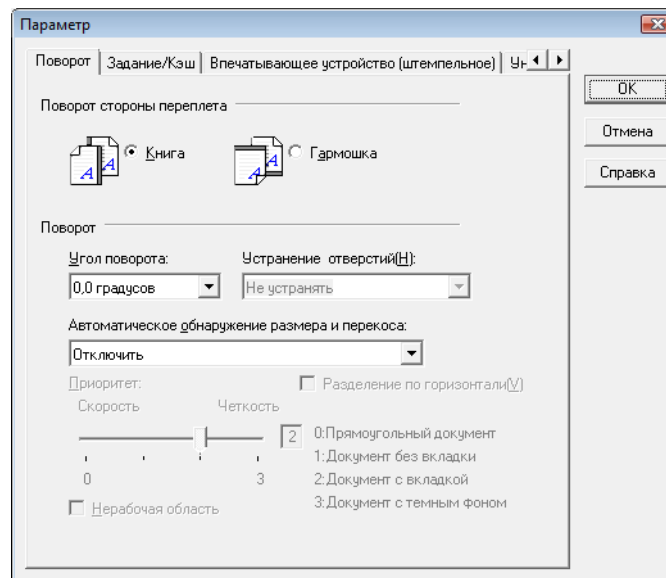 Параметр
Поворот Задание/Кэш Впечатывающее устройство (штемпельное) Ун
OK
Поворот стороны переплета
A A Книга A A Гармошка
Отмена
Справка
Поворот
Угол поворота: Устранение отверстий(H):
0,0 градусов Не устранять
Автоматическое обнаружение размера и перекоса:
Отключить
Приоритет: Разделение по горизонтали(V)
Скорость Четкость
2 0:Прямоугольный документ
1:Документ без вкладки
0 3 2:Документ с вкладкой
Нерабочая область 3:Документ с темным фоном